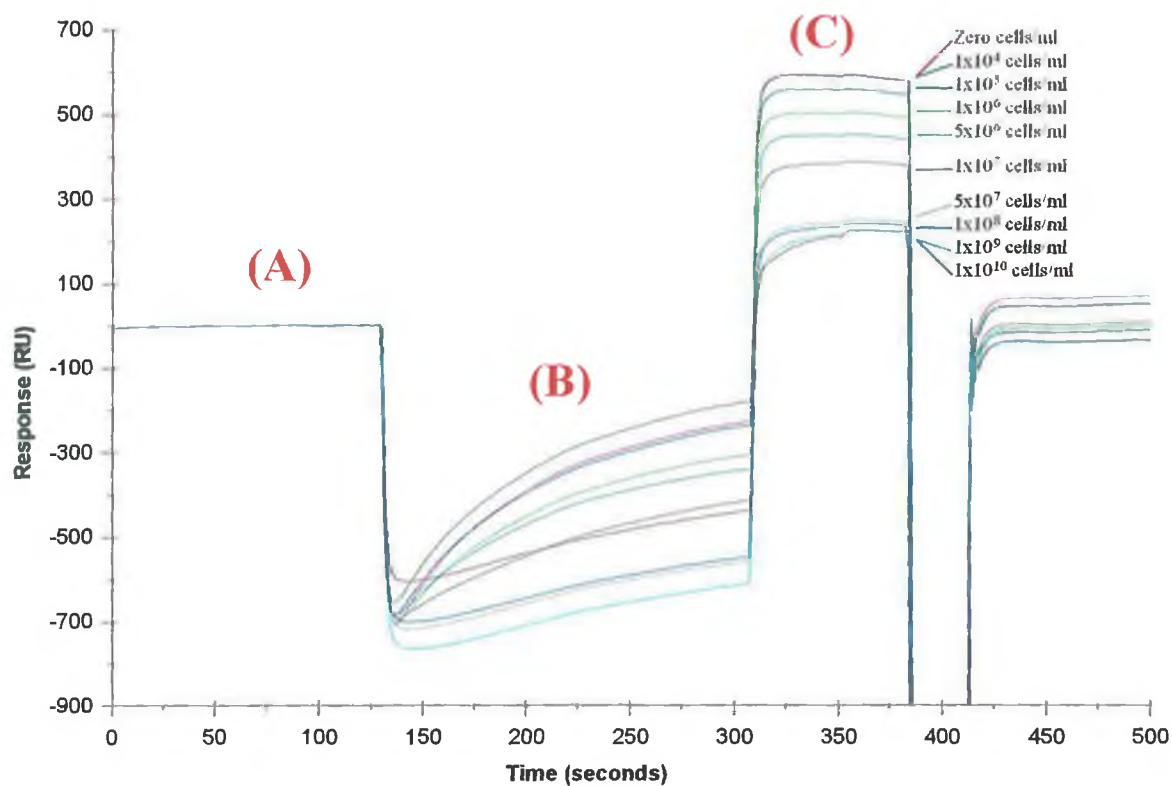 700
500
300
100
-100
-300
-500
-700
-900
Response (RU)
(A)
(B)
(C)
Zero cells/ml
1x10⁴ cells/ml
1x10⁵ cells/ml
1x10⁶ cells/ml
5x10⁶ cells/ml
1x10⁷ cells/ml
5x10⁷ cells/ml
1x10⁸ cells/ml
1x10⁹ cells/ml
1x10¹⁰ cells/ml
0 50 100 150 200 250 300 350 400 450 500
Time (seconds)